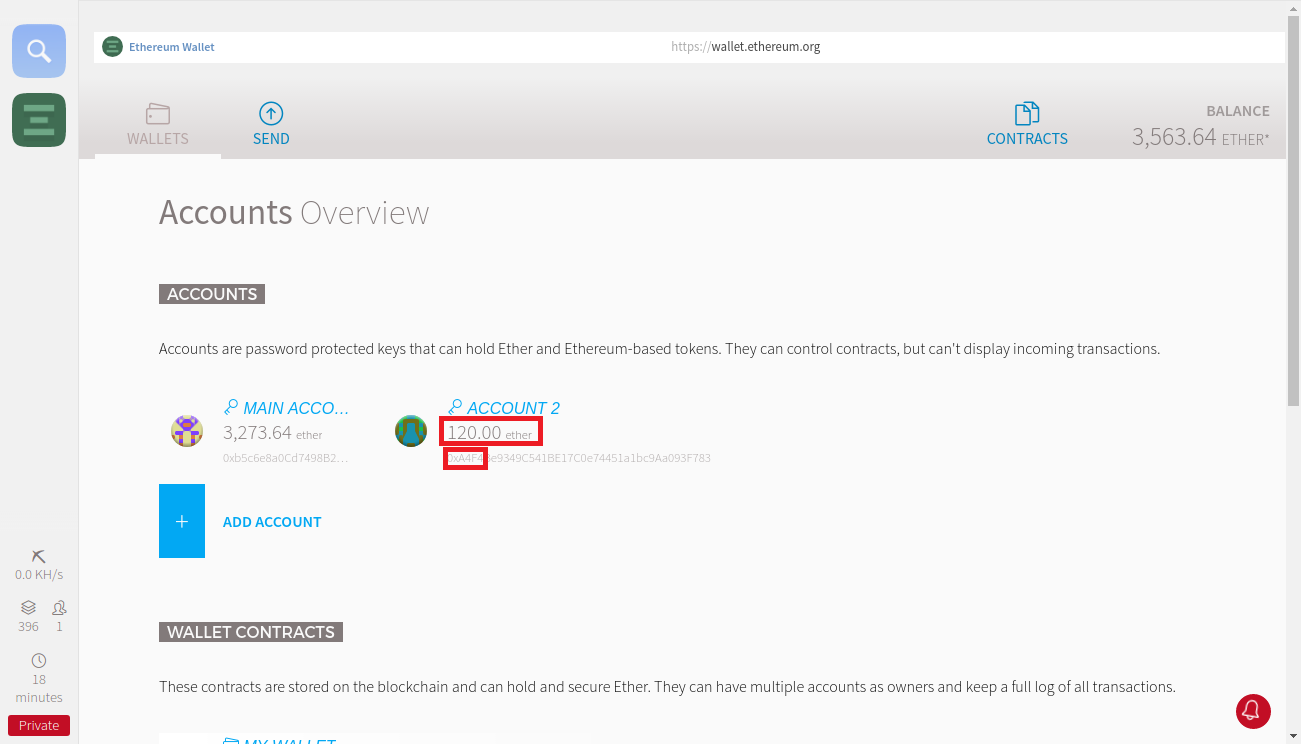 Ethereum Wallet
https://wallet.ethereum.org
WALLETS
SEND
CONTRACTS
BALANCE
3,563.64 ETHER*
Accounts Overview
ACCOUNTS
Accounts are password protected keys that can hold Ether and Ethereum-based tokens. They can control contracts, but can't display incoming transactions.
MAIN ACCO…
3,273.64 ether
0xb5c6e8a0Cd7498B2…
ACCOUNT 2
120.00 ether
ADD ACCOUNT
WALLET CONTRACTS
These contracts are stored on the blockchain and can hold and secure Ether. They can have multiple accounts as owners and keep a full log of all transactions.
MY WALLET
0.0 KH/s
396
1
18
minutes
Private